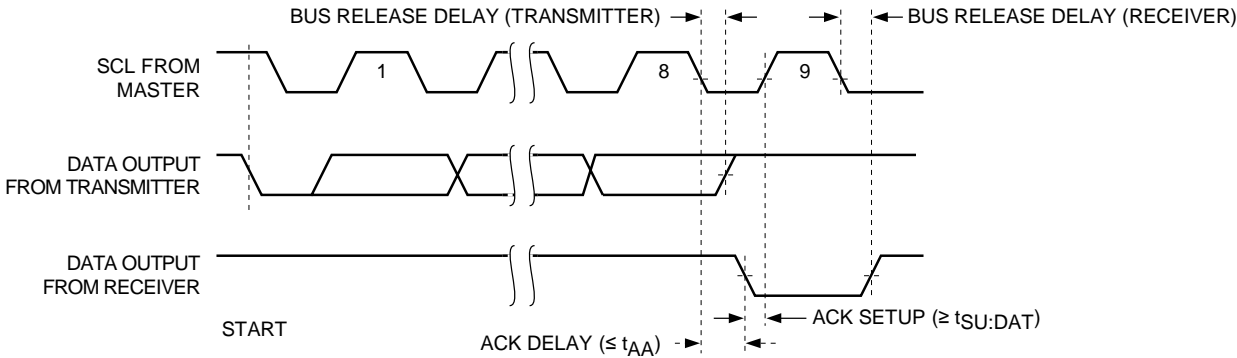 BUS RELEASE DELAY (TRANSMITTER)
BUS RELEASE DELAY (RECEIVER)
SCL FROM
MASTER
1
8
9
DATA OUTPUT
FROM TRANSMITTER
DATA OUTPUT
FROM RECEIVER
START
ACK SETUP (≥ tSU:DAT)
ACK DELAY (≤ tAA)